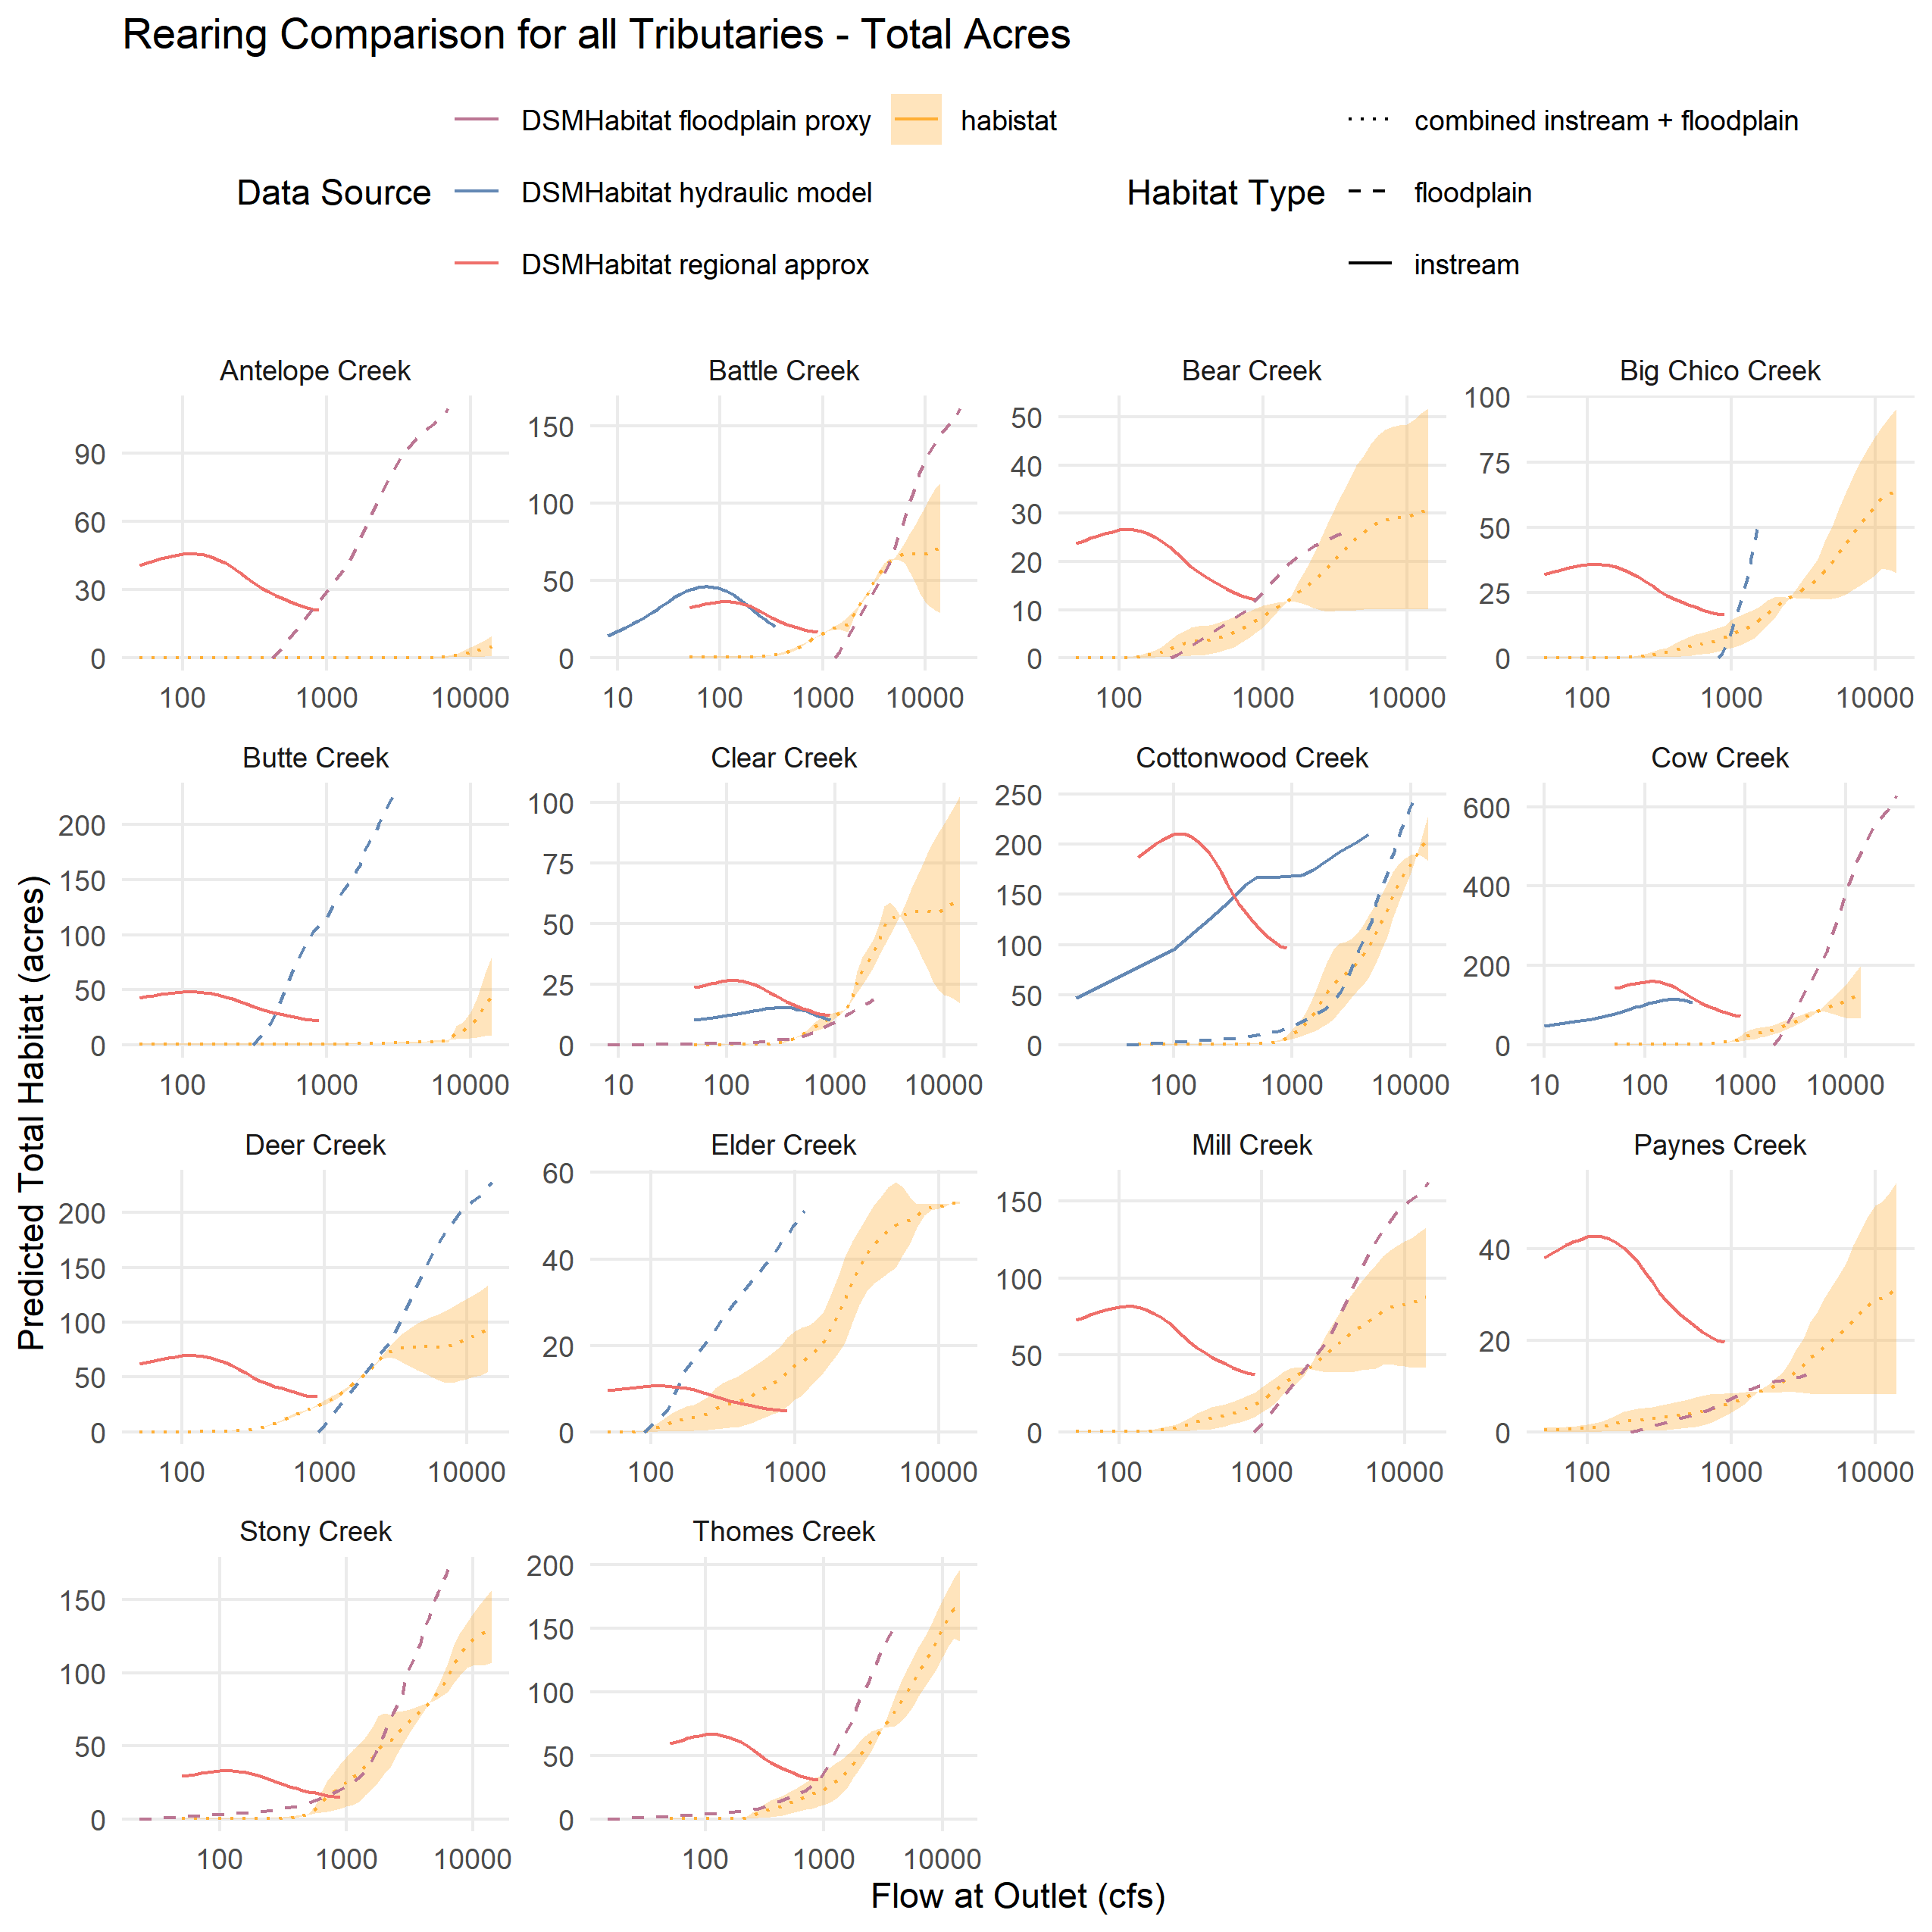 Rearing Comparison for all Tributaries - Total Acres
Data Source
DSMHabitat floodplain proxy
DSMHabitat hydraulic model
DSMHabitat regional approx
habistat
Habitat Type
combined instream + floodplain
floodplain
instream
Predicted Total Habitat (acres)
Antelope Creek
90
60
30
0
100 1000 10000
Battle Creek
150
100
50
0
10 100 1000 10000
Bear Creek
50
40
30
20
10
0
100 1000 10000
Big Chico Creek
100
75
50
25
0
100 1000 10000
Butte Creek
200
150
100
50
0
100 1000 10000
Clear Creek
100
75
50
25
0
10 100 1000 10000
Cottonwood Creek
250
200
150
100
50
0
100 1000 10000
Cow Creek
600
400
200
0
10 100 1000 10000
Deer Creek
200
150
100
50
0
100 1000 10000
Elder Creek
60
40
20
0
100 1000 10000
Mill Creek
150
100
50
0
100 1000 10000
Paynes Creek
40
20
0
100 1000 10000
Stony Creek
150
100
50
0
100 1000 10000
Thomes Creek
200
150
100
50
0
100 1000 10000
Flow at Outlet (cfs)